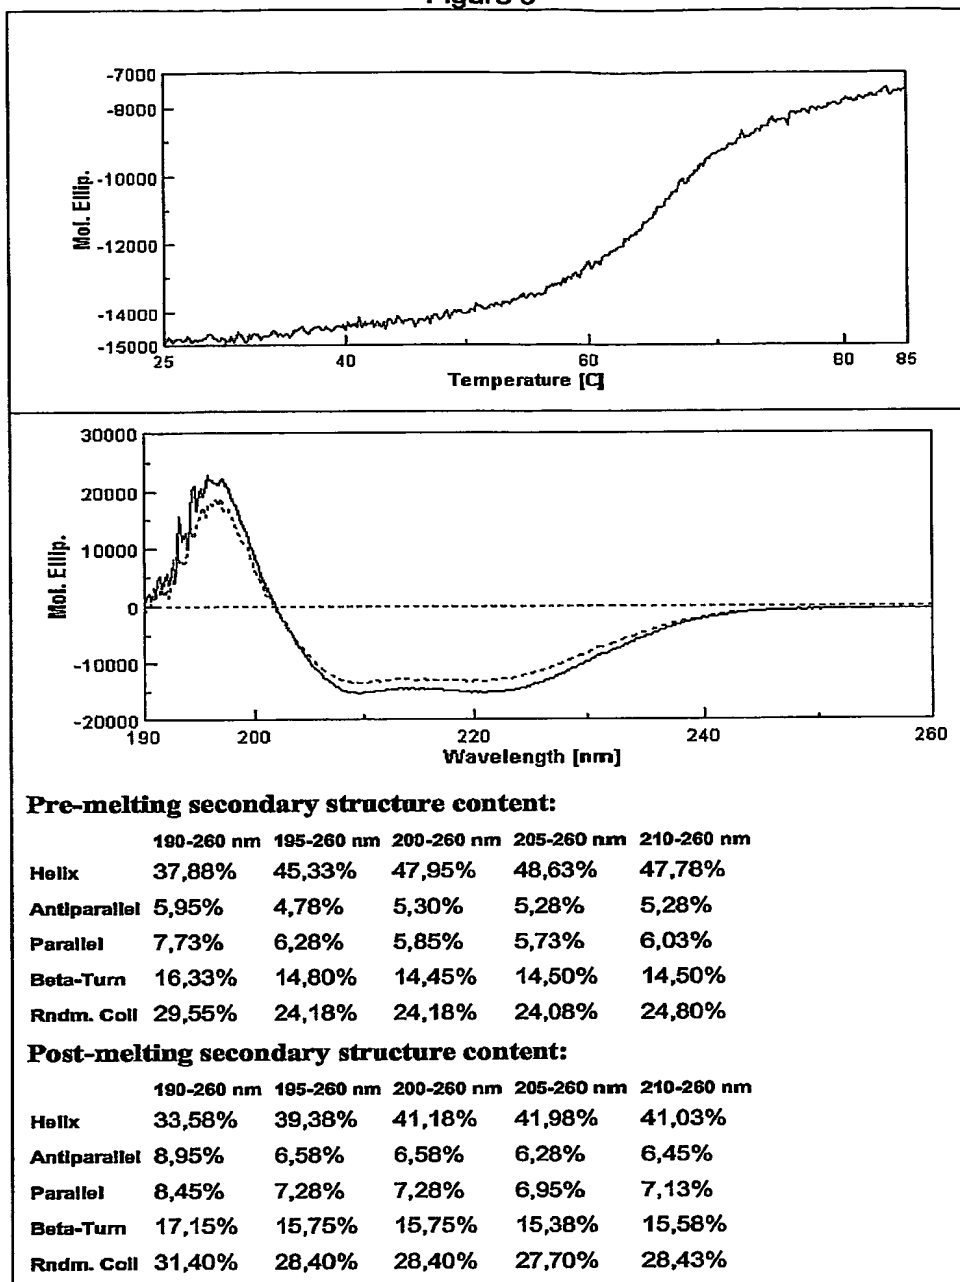 -7000
-8000
-10000
-12000
-14000
-15000
Mol. Ellip.
25 40 60 80 85
Temperature [C]
30000
20000
10000
0
-10000
-20000
Mol. Ellip.
190 200 220 240 260
Wavelength [nm]
Pre-melting secondary structure content:
190-260 nm 195-260 nm 200-260 nm 205-260 nm 210-260 nm
Helix 37,88% 45,33% 47,95% 48,63% 47,78%
Antiparallel 5,95% 4,78% 5,30% 5,28% 5,28%
Parallel 7,73% 6,28% 5,85% 5,73% 6,03%
Beta-Turn 16,33% 14,80% 14,45% 14,50% 14,50%
Rndm. Coil 29,55% 24,18% 24,18% 24,08% 24,80%
Post-melting secondary structure content:
190-260 nm 195-260 nm 200-260 nm 205-260 nm 210-260 nm
Helix 33,58% 39,38% 41,18% 41,98% 41,03%
Antiparallel 8,95% 6,58% 6,58% 6,28% 6,45%
Parallel 8,45% 7,28% 7,28% 6,95% 7,13%
Beta-Turn 17,15% 15,75% 15,75% 15,38% 15,58%
Rndm. Coil 31,40% 28,40% 28,40% 27,70% 28,43%